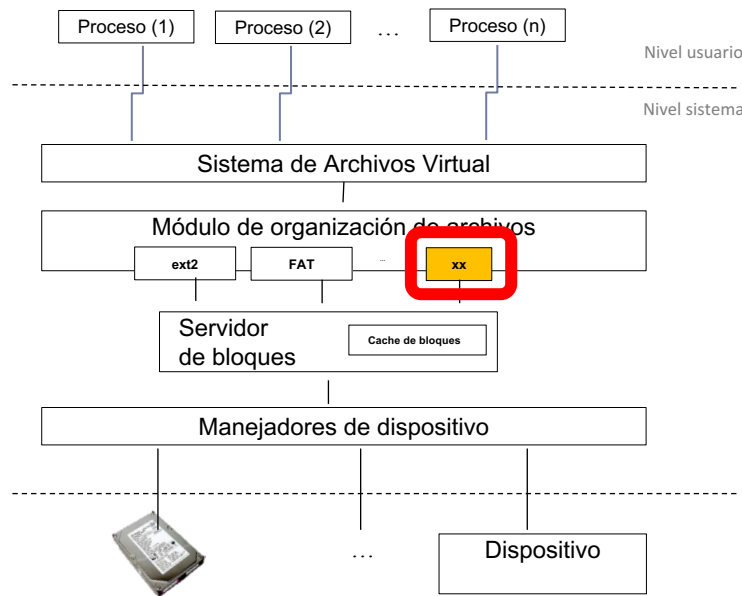 Proceso (1)
Proceso (2)
...
Proceso (n)
Nivel usuario
Nivel sistema
Sistema de Archivos Virtual
Módulo de organización de archivos
ext2
FAT
...
xx
Servidor
de bloques
Cache de bloques
Manejadores de dispositivo
...
Dispositivo